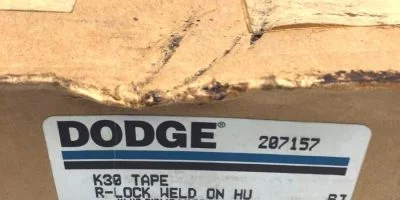 DODGE® 207157
K30 TAPE
R-LOCK WELD ON HU